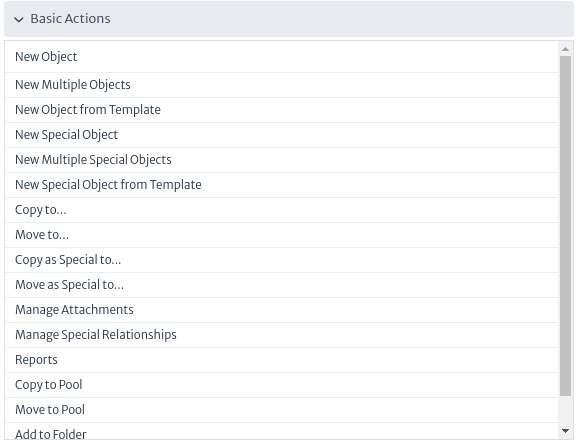 Basic Actions
New Object
New Multiple Objects
New Object from Template
New Special Object
New Multiple Special Objects
New Special Object from Template
Copy to...
Move to...
Copy as Special to...
Move as Special to...
Manage Attachments
Manage Special Relationships
Reports
Copy to Pool
Move to Pool
Add to Folder